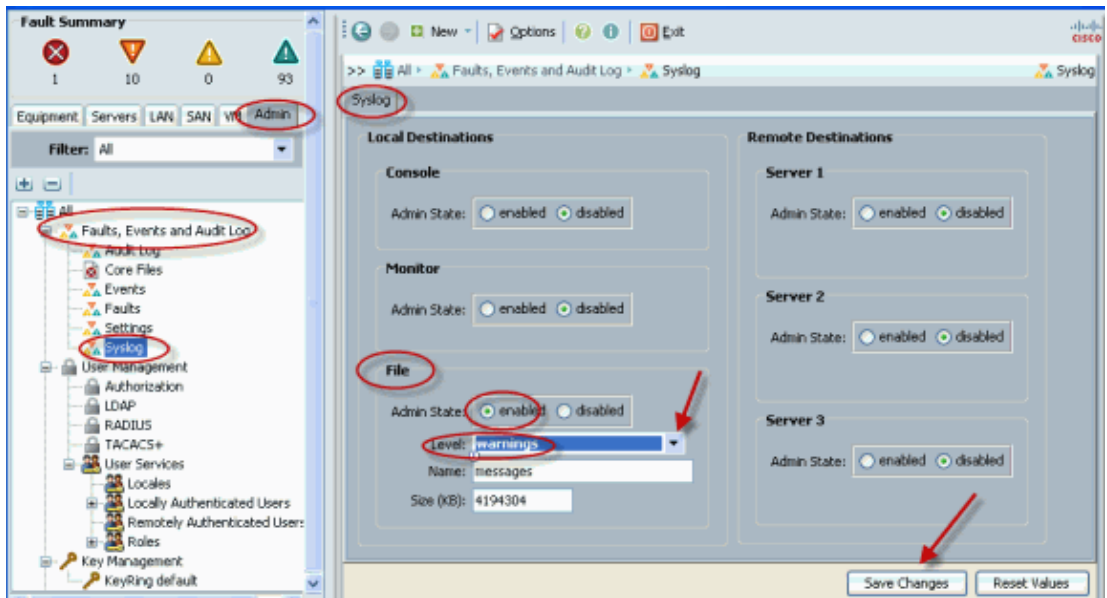 Fault Summary
1 10 0 93
Equipment Servers LAN SAN VM Admin
Filter: All
All
Faults, Events and Audit Log
Audit Log
Core Files
Events
Faults
Settings
Syslog
User Management
Authorization
LDAP
RADIUS
TACACS+
User Services
Locales
Locally Authenticated Users
Remotely Authenticated User:
Roles
Key Management
KeyRing default
New Options Exit
cisco
>> All Faults, Events and Audit Log Syslog Syslog
Syslog
Local Destinations
Console
Admin State: enabled disabled
Monitor
Admin State: enabled disabled
File
Admin State: enabled disabled
Level: warnings
Name: messages
Size (KB): 4194304
Remote Destinations
Server 1
Admin State: enabled disabled
Server 2
Admin State: enabled disabled
Server 3
Admin State: enabled disabled
Save Changes Reset Values